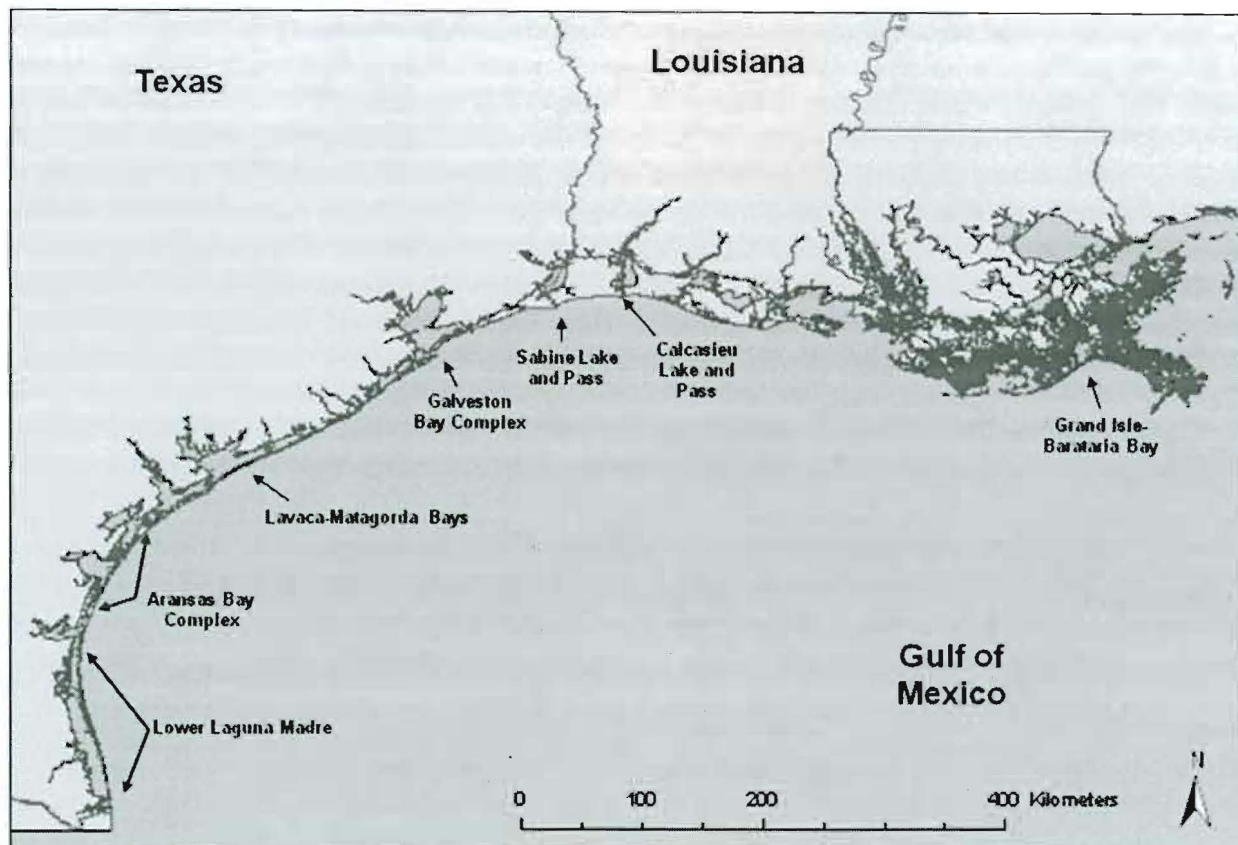 Texas
Louisiana
Sabine Lake
and Pass
Calcasieu
Lake and
Pass
Galveston
Bay Complex
Grand Isle-
Barataria Bay
Lavaca-Matagorda Bays
Aransas Bay
Complex
Gulf of
Mexico
Lower Laguna Madre
N
0 100 200 400 Kilometers